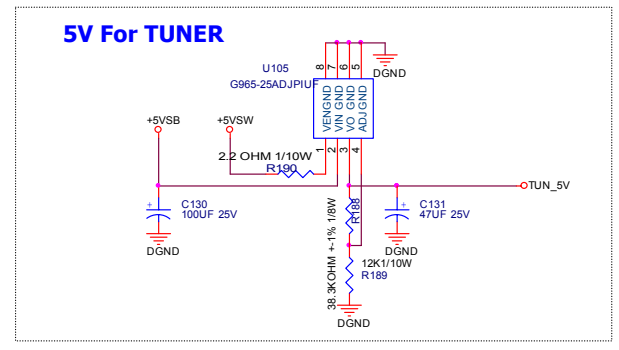 5V For TUNER
U105
G965-25ADJPIUF
8 7 6 5
DGND
VEN GND
VIN GND
VO GND
ADJ GND
1 2 3 4
+5VSB
+5VSW
2.2 OHM 1/10W
R190
TUN_5V
+ C130
100UF 25V
DGND
R188
38.3KOHM +-1% 1/8W
+ C131
47UF 25V
DGND
12K1/10W
R189
DGND